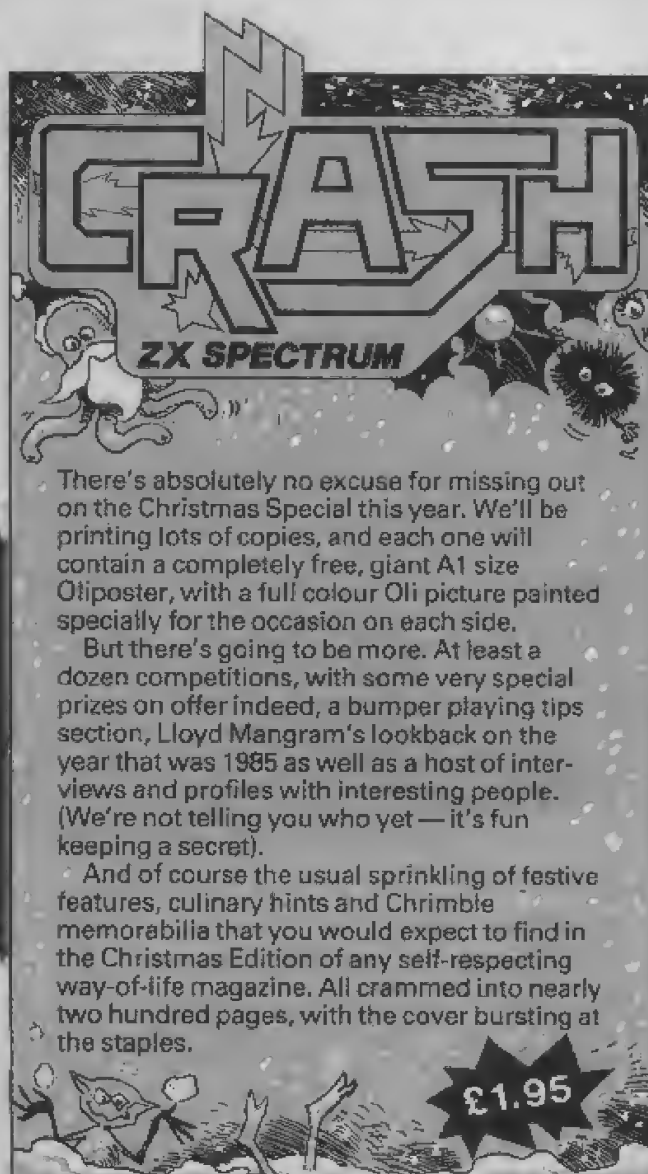 CRASH
ZX SPECTRUM
There's absolutely no excuse for missing out
on the Christmas Special this year. We'll be
printing lots of copies, and each one will
contain a completely free, giant A1 size
Oliposter, with a full colour Oli picture painted
specially for the occasion on each side.
But there's going to be more. At least a
dozen competitions, with some very special
prizes on offer indeed, a bumper playing tips
section, Lloyd Mangram's lookback on the
year that was 1985 as well as a host of inter-
views and profiles with interesting people.
(We're not telling you who yet — it's fun
keeping a secret).
And of course the usual sprinkling of festive
features, culinary hints and Chrimble
memorabilia that you would expect to find in
the Christmas Edition of any self-respecting
way-of-life magazine. All crammed into nearly
two hundred pages, with the cover bursting at
the staples.
£1.95